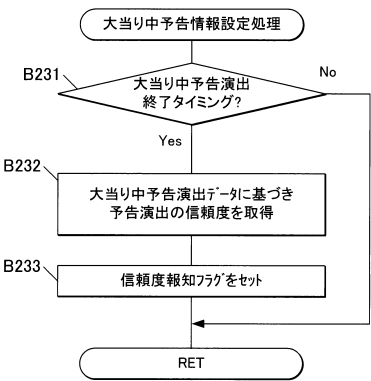 大当り中予告情報設定処理
B231
大当り中予告演出
終了タイミング?
No
Yes
B232
大当り中予告演出ﾃﾞｰﾀに基づき
予告演出の信頼度を取得
B233
信頼度報知ﾌﾗｸﾞをセット
RET